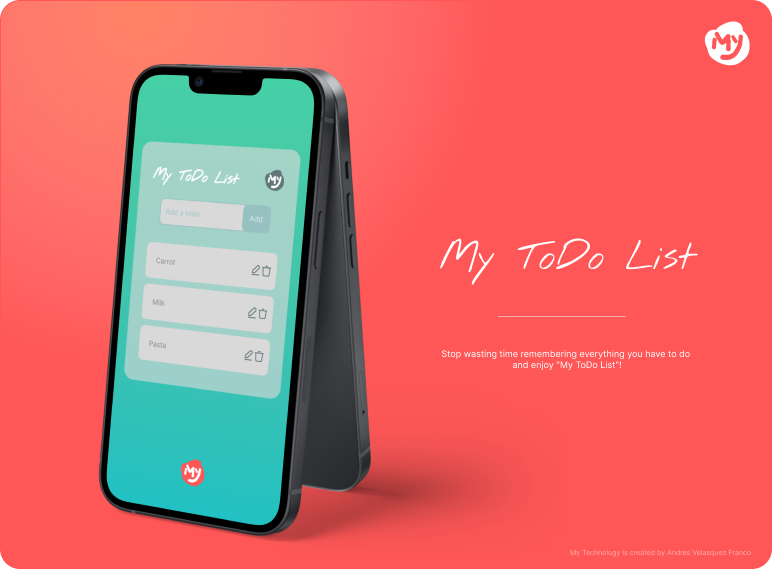 My
My ToDo List
My
Add a todo
Add
Carrot
Milk
Pasta
My
My ToDo List
Stop wasting time remembering everything you have to do
and enjoy "My ToDo List"!
My Technology is created by Andres Velasquez Franco